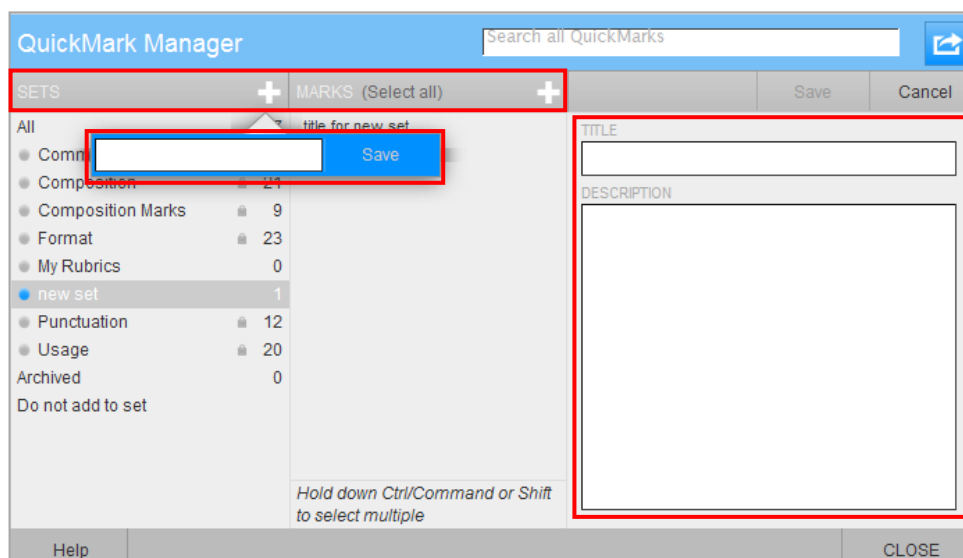 QuickMark Manager
Search all QuickMarks
SETS
MARKS (Select all)
Save
Cancel
All
title for new set
Save
Composition 21
Composition Marks 9
Format 23
My Rubrics 0
new set 1
Punctuation 12
Usage 20
Archived 0
Do not add to set
Hold down Ctrl/Command or Shift
to select multiple
TITLE
DESCRIPTION
Help
CLOSE